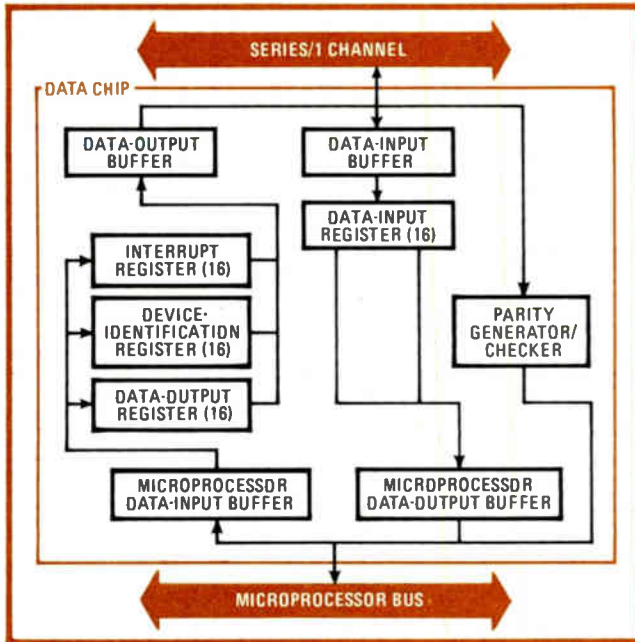 SERIES/1 CHANNEL
DATA CHIP
DATA-OUTPUT
BUFFER
DATA-INPUT
BUFFER
DATA-INPUT
REGISTER (16)
INTERRUPT
REGISTER (16)
DEVICE-
IDENTIFICATION
REGISTER (16)
DATA-OUTPUT
REGISTER (16)
PARITY
GENERATOR/
CHECKER
MICROPROCESSOR
DATA-INPUT BUFFER
MICROPROCESSOR
DATA-OUTPUT BUFFER
MICROPROCESSOR BUS